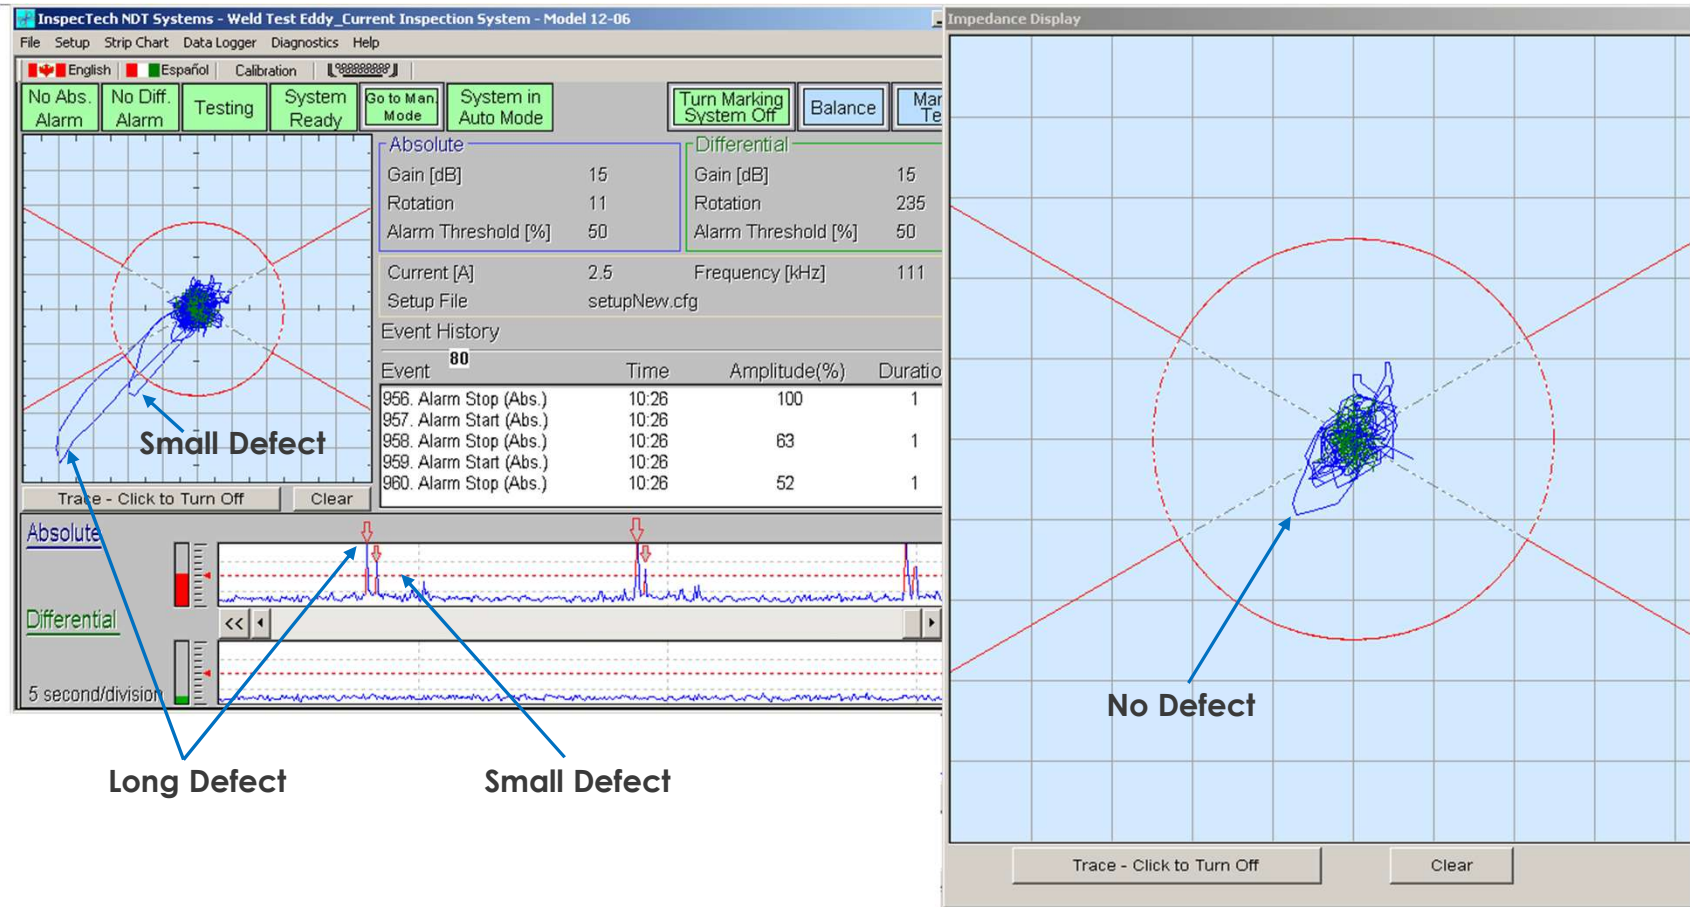 InspecTech NDT Systems - Weld Test Eddy_Current Inspection System - Model 12-06
File Setup Strip Chart Data Logger Diagnostics Help
English Español Calibration
No Abs. Alarm
No Diff. Alarm
Testing
System Ready
Go to Man. Mode
System in Auto Mode
Turn Marking System Off
Balance
Absolute
Gain [dB] 15
Rotation 11
Alarm Threshold [%] 50
Differential
Gain [dB] 15
Rotation 235
Alarm Threshold [%] 50
Current [A] 2.5 Frequency [kHz] 111
Setup File setupNew.cfg
Event History
80
Event Time Amplitude(%) Duratio
956. Alarm Stop (Abs.) 10:26 100 1
957. Alarm Start (Abs.) 10:26
958. Alarm Stop (Abs.) 10:26 63 1
959. Alarm Start (Abs.) 10:26
960. Alarm Stop (Abs.) 10:26 52 1
Small Defect
Trace - Click to Turn Off Clear
Absolute
Differential
<<
5 second/division
Long Defect
Small Defect
Impedance Display
No Defect
Trace - Click to Turn Off Clear